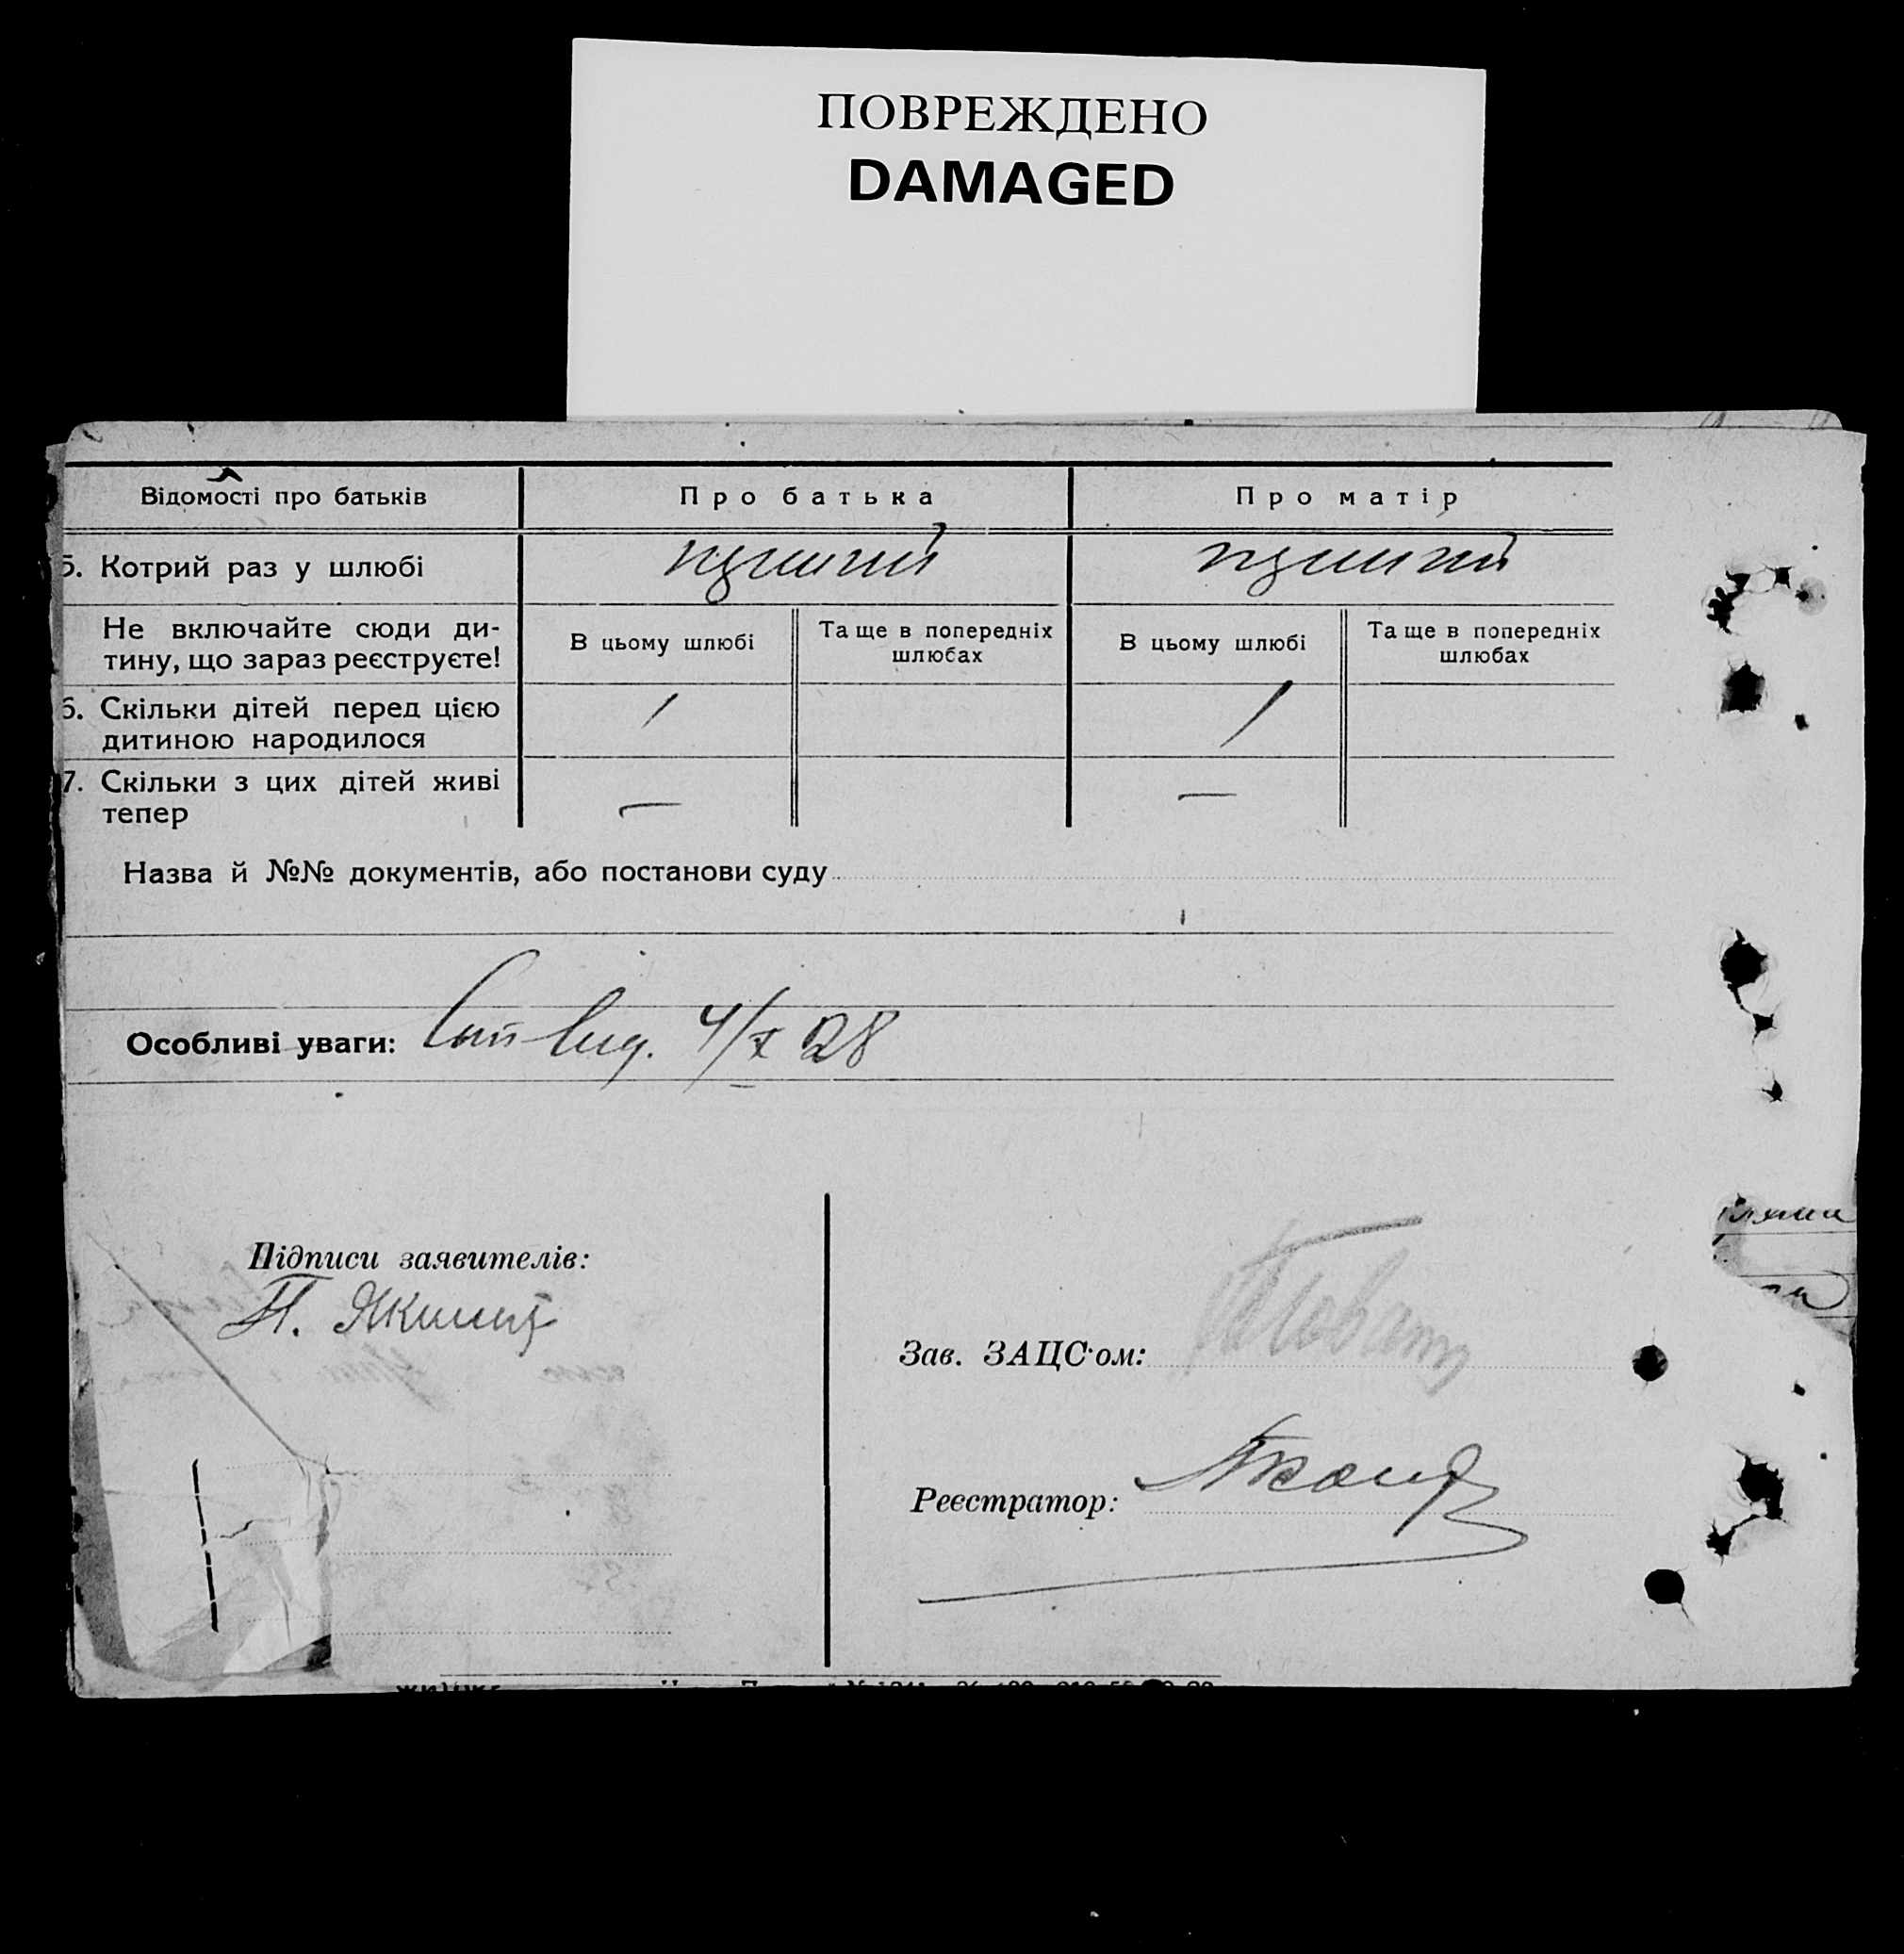 ПОВРЕЖДЕНО
DAMAGED
Відомості про батьків
Про батька
Про матір
5. Котрий раз у шлюбі
перший
перший
Не включайте сюди ди-
тину, що зараз реєструєте!
В цьому шлюбі
Та ще в попередніх
шлюбах
В цьому шлюбі
Та ще в попередніх
шлюбах
6. Скільки дітей перед цією
дитиною народилося
/
/
7. Скільки з цих дітей живі
тепер
—
—
Назва й №№ документів, або постанови суду
Особливі уваги: 4/X 28
Підписи заявителів:
П.
Зав. ЗАЦС'ом:
Реєстратор: